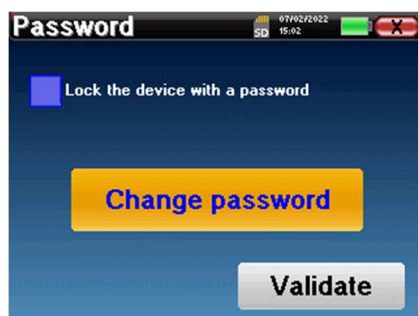 Password
SD
07/02/2022
15:02
X
Lock the device with a password
Change password
Validate